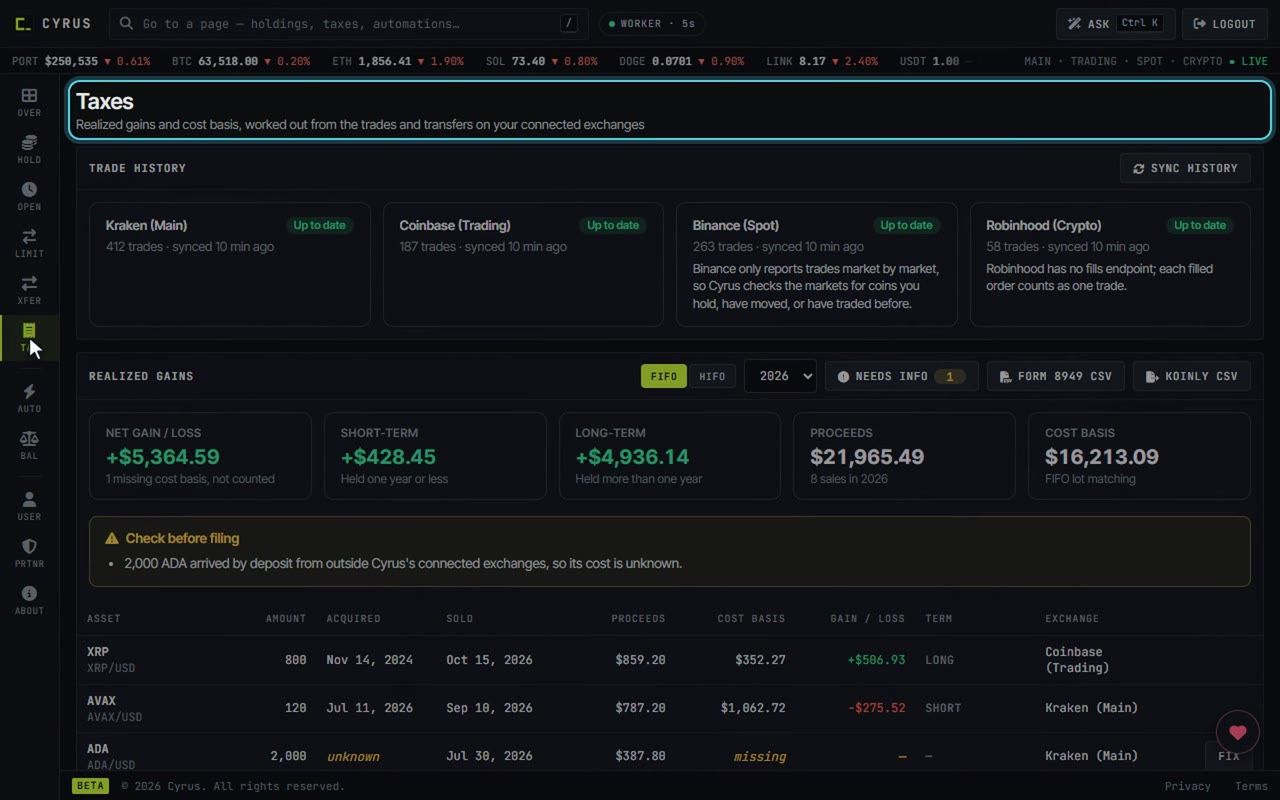 CYRUS
Go to a page — holdings, taxes, automations…
/
WORKER · 5s
ASK Ctrl K
LOGOUT
PORT $250,535 ▼ 0.61% BTC 63,518.00 ▼ 0.20% ETH 1,856.41 ▼ 1.90% SOL 73.40 ▼ 0.80% DOGE 0.0701 ▼ 0.90% LINK 8.17 ▼ 2.40% USDT 1.00 — MAIN · TRADING · SPOT · CRYPTO ● LIVE
OVER
HOLD
OPEN
LIMIT
XFER
AUTO
BAL
USER
PRTNR
ABOUT
Taxes
Realized gains and cost basis, worked out from the trades and transfers on your connected exchanges
TRADE HISTORY
SYNC HISTORY
Kraken (Main) Up to date
412 trades · synced 10 min ago
Coinbase (Trading) Up to date
187 trades · synced 10 min ago
Binance (Spot) Up to date
263 trades · synced 10 min ago
Binance only reports trades market by market,
so Cyrus checks the markets for coins you
hold, have moved, or have traded before.
Robinhood (Crypto) Up to date
58 trades · synced 10 min ago
Robinhood has no fills endpoint; each filled
order counts as one trade.
REALIZED GAINS
FIFO HIFO 2026 NEEDS INFO 1 FORM 8949 CSV KOINLY CSV
NET GAIN / LOSS
+$5,364.59
1 missing cost basis, not counted
SHORT-TERM
+$428.45
Held one year or less
LONG-TERM
+$4,936.14
Held more than one year
PROCEEDS
$21,965.49
8 sales in 2026
COST BASIS
$16,213.09
FIFO lot matching
Check before filing
• 2,000 ADA arrived by deposit from outside Cyrus's connected exchanges, so its cost is unknown.
ASSET AMOUNT ACQUIRED SOLD PROCEEDS COST BASIS GAIN / LOSS TERM EXCHANGE
XRP 800 Nov 14, 2024 Oct 15, 2026 $859.20 $352.27 +$506.93 LONG Coinbase
XRP/USD (Trading)
AVAX 120 Jul 11, 2026 Sep 10, 2026 $787.20 $1,062.72 -$275.52 SHORT Kraken (Main)
AVAX/USD
ADA 2,000 unknown Jul 30, 2026 $387.80 missing — — Kraken (Main) FIX
ADA/USD
BETA © 2026 Cyrus. All rights reserved.
Privacy Terms